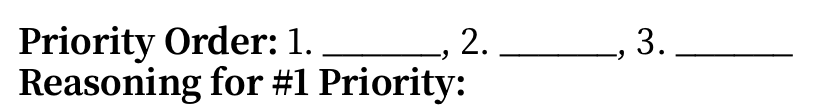 Priority Order: 1. ______, 2. ______, 3. ______
Reasoning for #1 Priority: